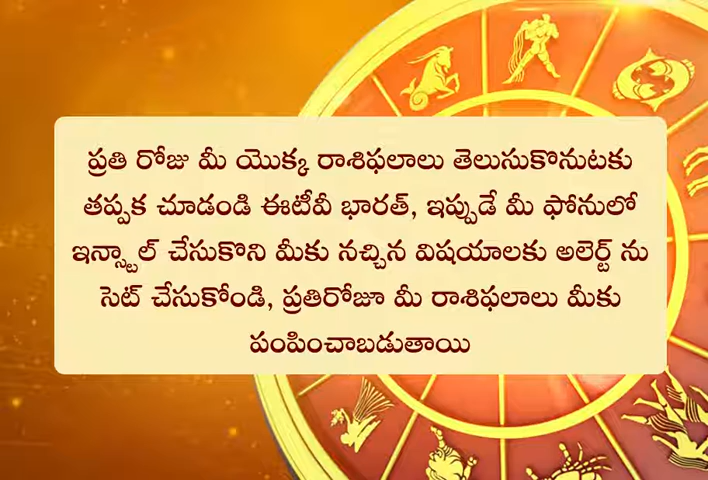 ప్రతి రోజు మీ యొక్క రాశిఫలాలు తెలుసుకొనుటకు
తప్పక చూడండి ఈటీవీ భారత్, ఇప్పుడే మీ ఫోనులో
ఇన్స్టాల్ చేసుకొని మీకు నచ్చిన విషయాలకు అలెర్ట్ ను
సెట్ చేసుకోండి, ప్రతిరోజూ మీ రాశిఫలాలు మీకు
పంపించాబడుతాయి